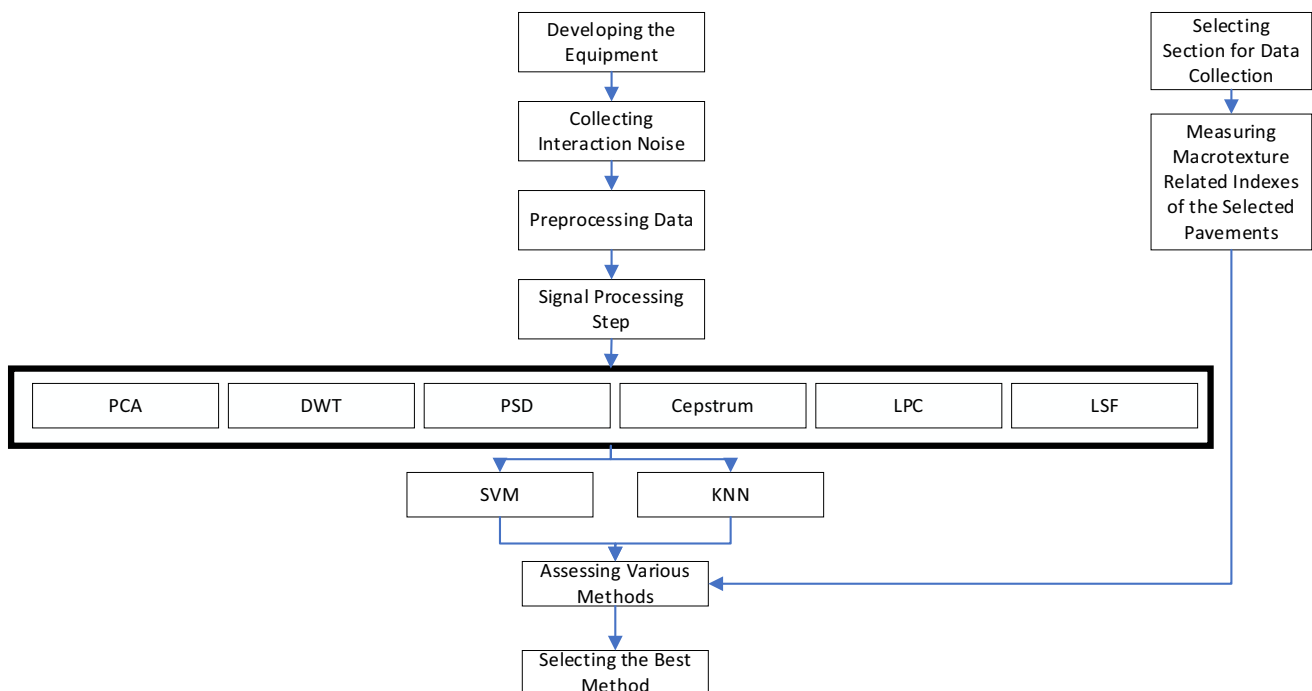 Developing the
Equipment
Selecting
Section for Data
Collection
Collecting
Interaction Noise
Measuring
Macrotexture
Related Indexes
of the Selected
Pavements
Preprocessing Data
Signal Processing
Step
PCA
DWT
PSD
Cepstrum
LPC
LSF
SVM
KNN
Assessing Various
Methods
Selecting the Best
Method